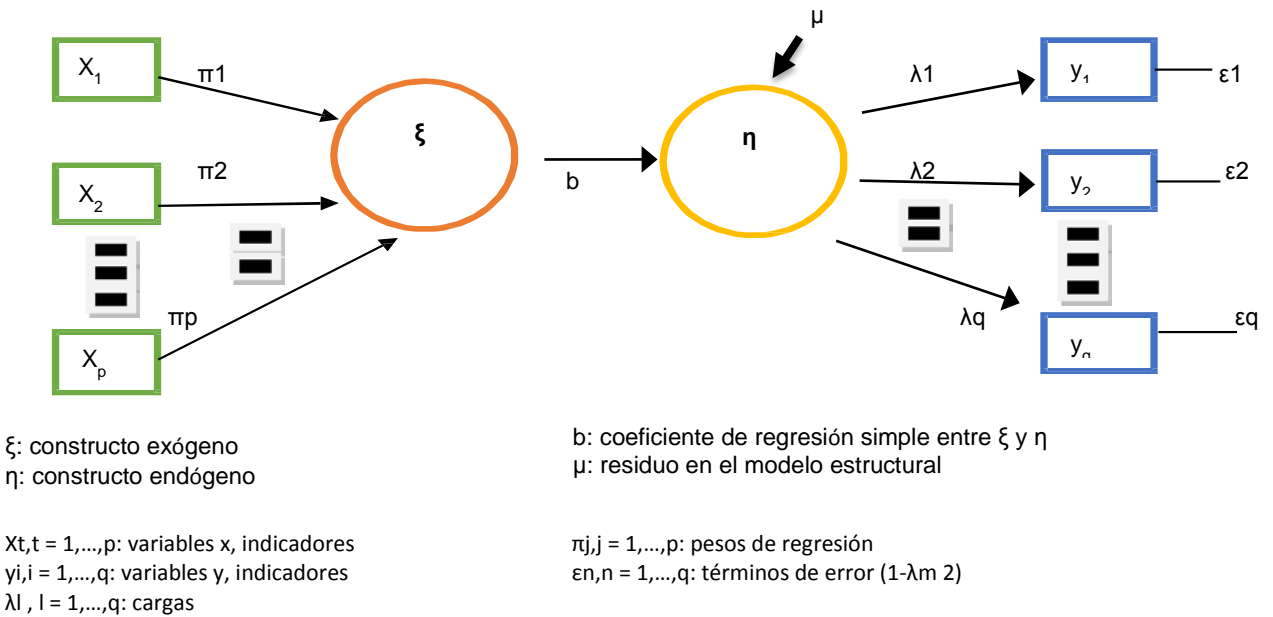 μ
X1
π1
ξ
η
λ1
y1
ε1
X2
π2
b
λ2
y2
ε2
Xp
πp
λq
yq
εq
ξ: constructo exógeno
η: constructo endógeno
b: coeficiente de regresión simple entre ξ y η
μ: residuo en el modelo estructural
Xt,t = 1,...,p: variables x, indicadores
yi,i = 1,...,q: variables y, indicadores
λl , l = 1,...,q: cargas
πj,j = 1,...,p: pesos de regresión
εn,n = 1,...,q: términos de error (1-λm 2)